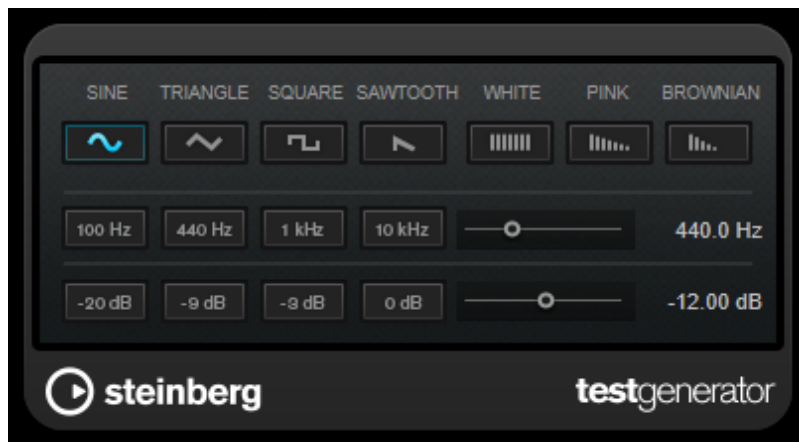 SINE TRIANGLE SQUARE SAWTOOTH WHITE PINK BROWNIAN
100 Hz 440 Hz 1 kHz 10 kHz 440.0 Hz
-20 dB -9 dB -3 dB 0 dB -12.00 dB
steinberg testgenerator